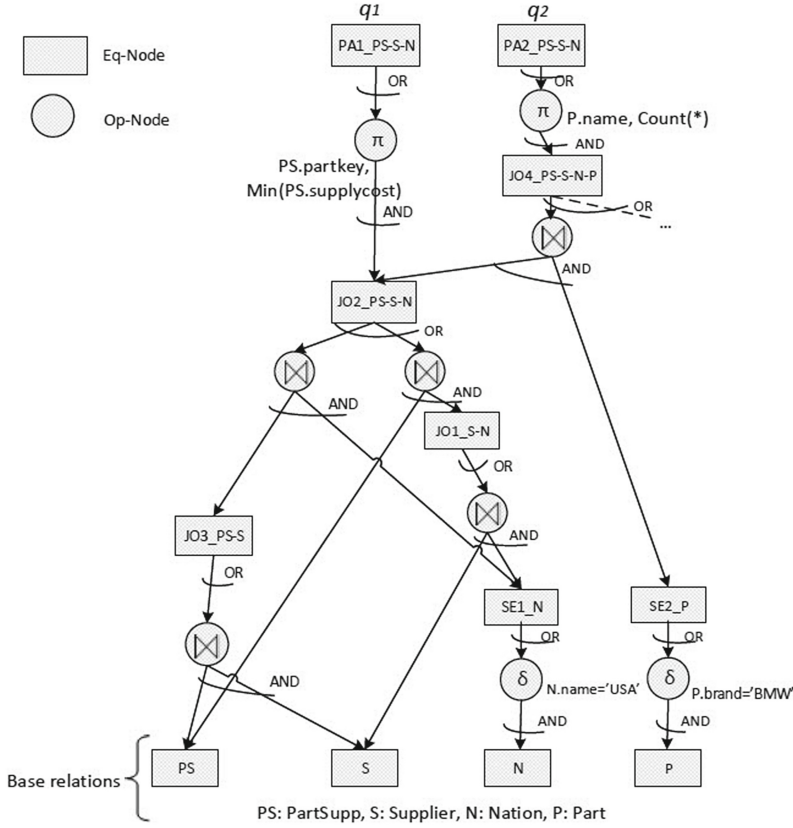 q1 q2
Eq-Node
Op-Node
PA1_PS-S-N PA2_PS-S-N
OR OR
π π
P.name, Count(*)
AND
PS.partkey,
Min(PS.supplycost)
JO4_PS-S-N-P
OR
AND
...
AND
JO2_PS-S-N
OR
AND AND
JO1_S-N
OR
JO3_PS-S
AND
OR
SE1_N SE2_P
OR OR
δ δ
N.name='USA' P.brand='BMW'
AND
AND AND
Base relations
PS S N P
PS: PartSupp, S: Supplier, N: Nation, P: Part